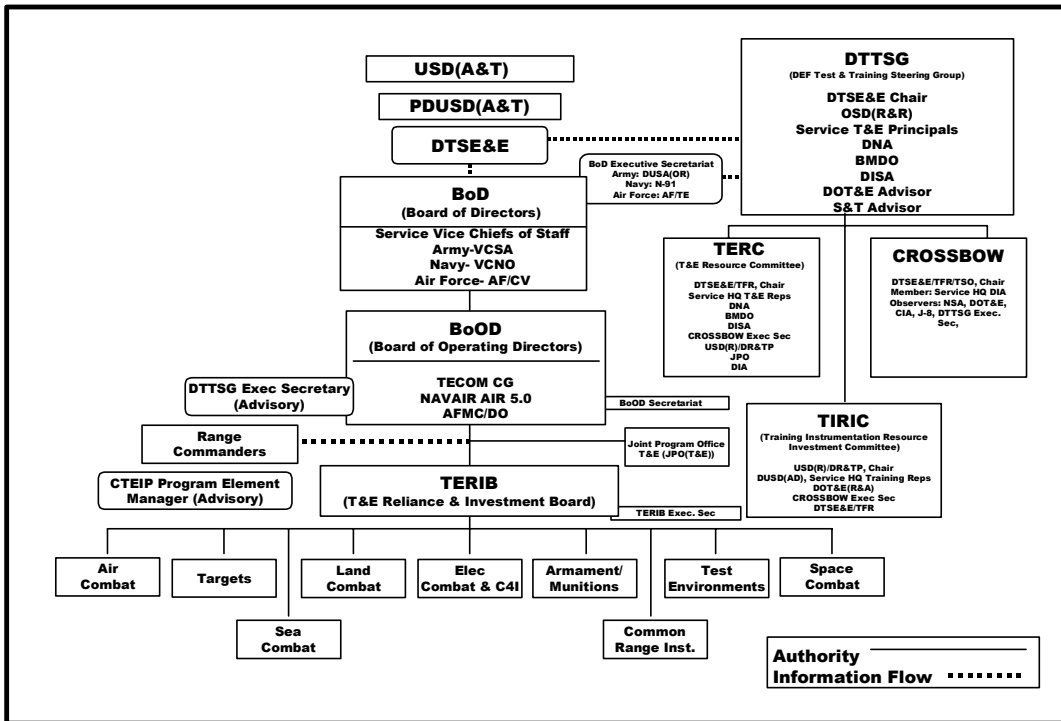 USD(A&T)
PDUSD(A&T)
DTSE&E
BoD Executive Secretariat
Army: DUSA(OR)
Navy: N-91
Air Force: AF/TE
DTTSG
(DEF Test & Training Steering Group)
DTSE&E Chair
OSD(R&R)
Service T&E Principals
DNA
BMDO
DISA
DOT&E Advisor
S&T Advisor
BoD
(Board of Directors)
Service Vice Chiefs of Staff
Army-VCSA
Navy- VCNO
Air Force- AF/CV
TERC
(T&E Resource Committee)
DTSE&E/TFR, Chair
Service HQ T&E Reps
DNA
BMDO
DISA
CROSSBOW Exec Sec
USD(R)/DR&TP
JPO
DIA
CROSSBOW
DTSE&E/TFR/TSO, Chair
Member: Service HQ DIA
Observers: NSA, DOT&E,
CIA, J-8, DTTSG Exec.
Sec,
BoOD
(Board of Operating Directors)
TECOM CG
NAVAIR AIR 5.0
AFMC/DO
DTTSG Exec Secretary
(Advisory)
BoOD Secretariat
Range
Commanders
Joint Program Office
T&E (JPO(T&E))
TIRIC
(Training Instrumentation Resource
Investment Committee)
USD(R)/DR&TP, Chair
DUSD(AD), Service HQ Training Reps
DOT&E(R&A)
CROSSBOW Exec Sec
DTSE&E/TFR
CTEIP Program Element
Manager (Advisory)
TERIB
(T&E Reliance & Investment Board)
TERIB Exec. Sec
Air
Combat
Targets
Land
Combat
Elec
Combat & C4I
Armament/
Munitions
Test
Environments
Space
Combat
Sea
Combat
Common
Range Inst.
Authority
Information Flow